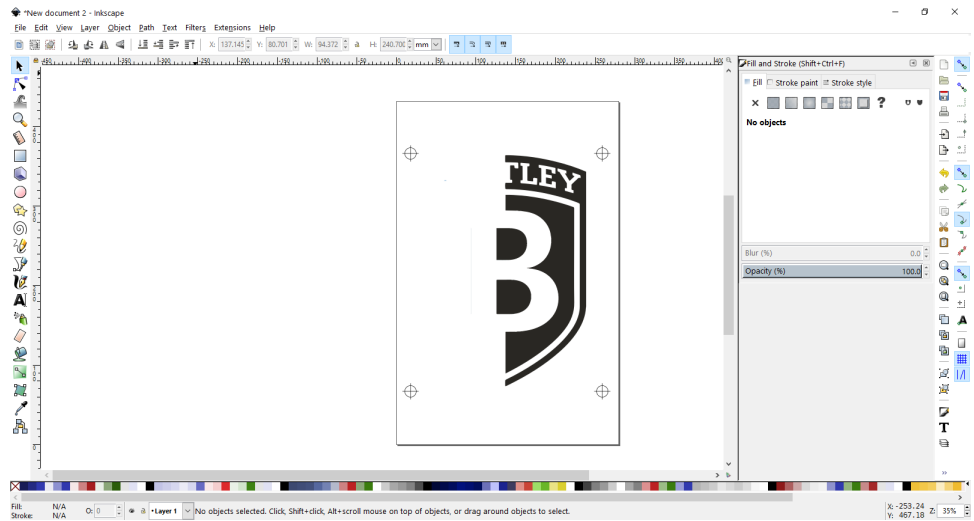 *New document 2 - Inkscape
File Edit View Layer Object Path Text Filters Extensions Help
X: 137.145 Y: 80.701 W: 94.372 H: 240.700 mm
Fill and Stroke (Shift+Ctrl+F)
Fill Stroke paint Stroke style
?
No objects
TLEY
B
Blur (%) 0.0
Opacity (%) 100.0
Fill: N/A
Stroke: N/A
O: 0
•Layer 1
No objects selected. Click, Shift+click, Alt+scroll mouse on top of objects, or drag around objects to select.
X: -253.24
Y: 467.18
Z: 35%